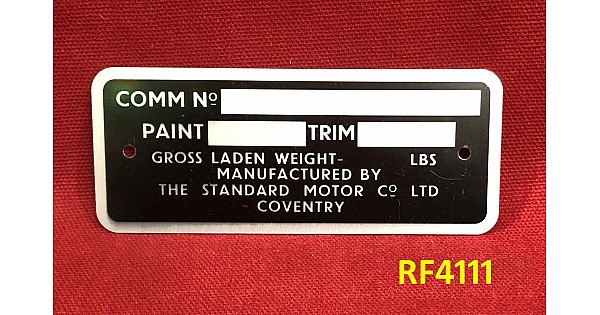 COMM Nº
PAINT TRIM
GROSS LADEN WEIGHT- LBS
MANUFACTURED BY
THE STANDARD MOTOR Cº LTD
COVENTRY
RF4111